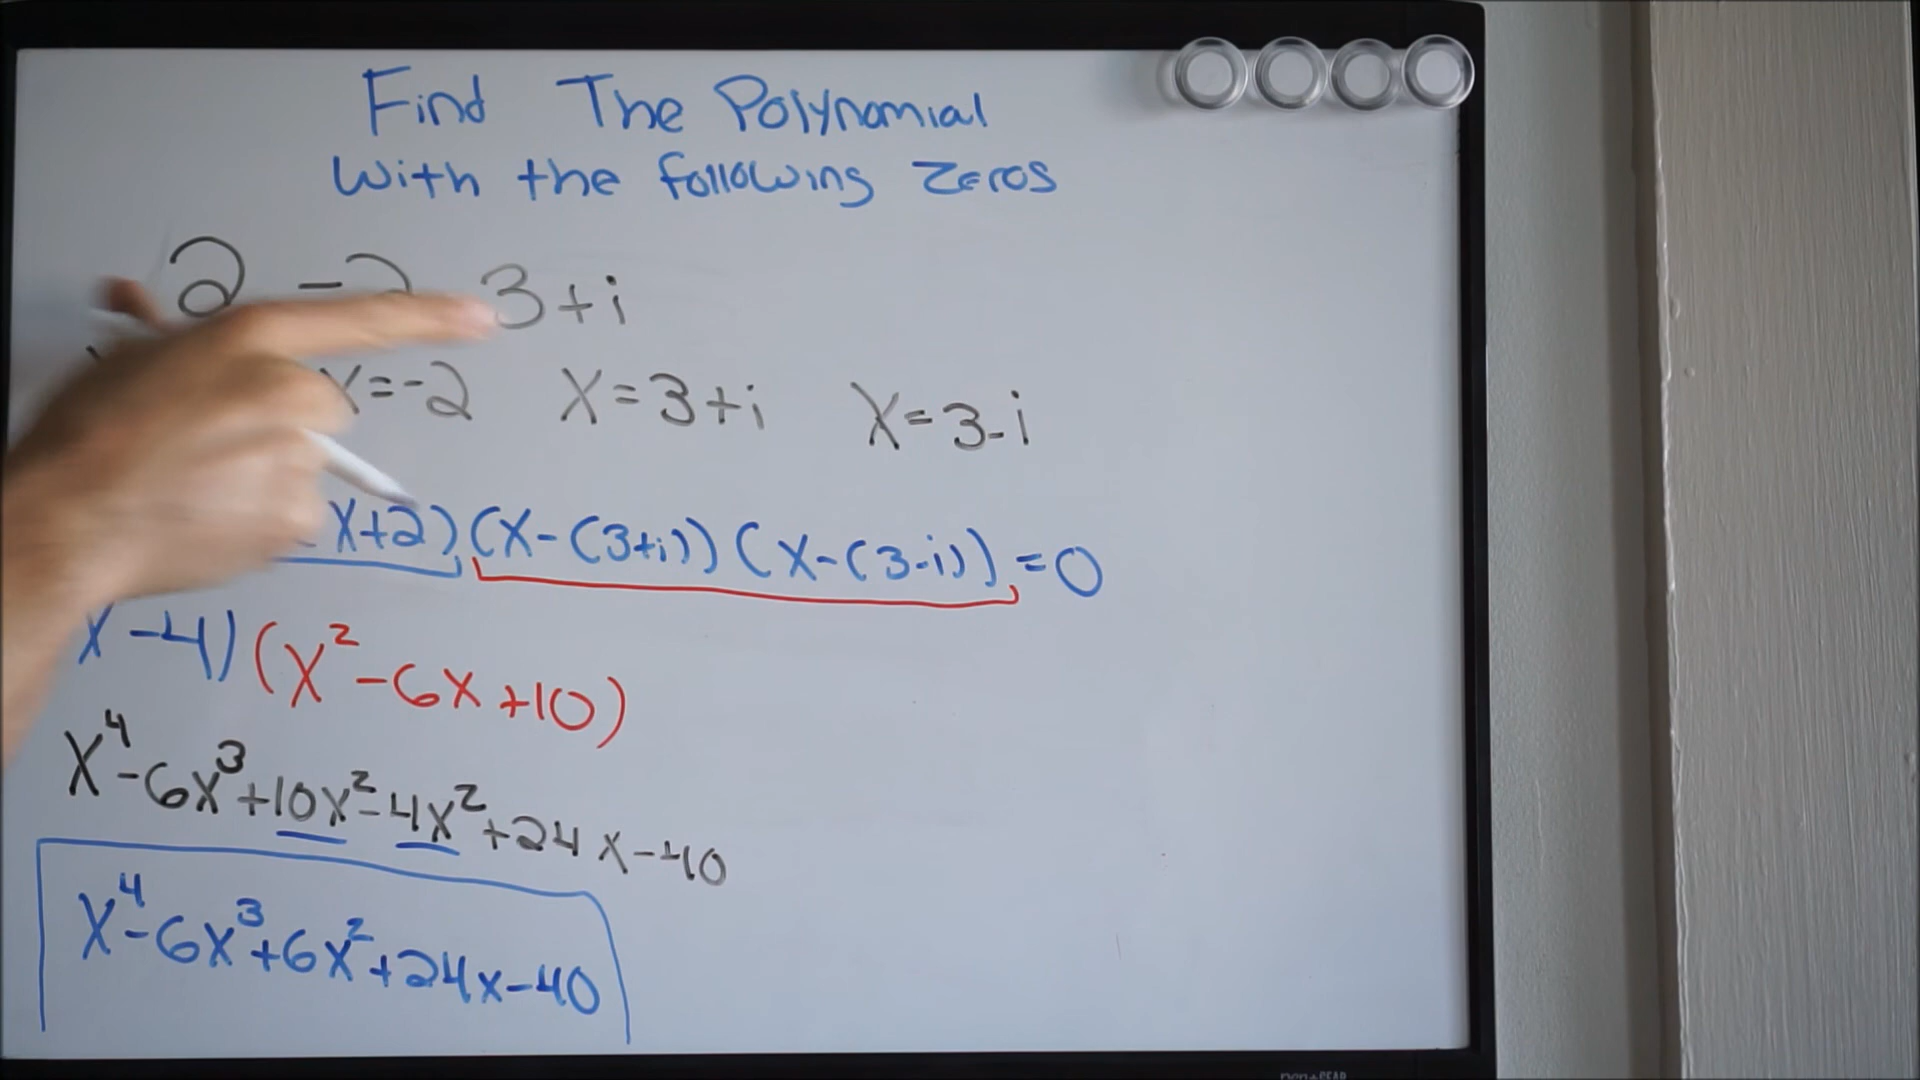 Find The Polynomial
With the following Zeros
2 -2 3+i
x=-2 x=3+i x=3-i
x+2)(x-(3+i))(x-(3-i))=0
x-4)(x²-6x+10)
x⁴-6x³+10x²-4x²+24x-40
x⁴-6x³+6x²+24x-40